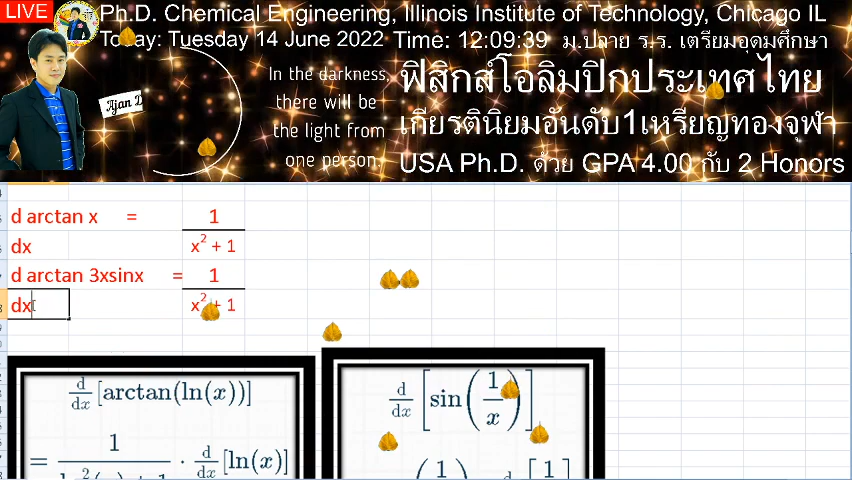 LIVE
Ph.D. Chemical Engineering, Illinois Institute of Technology, Chicago IL
Today: Tuesday 14 June 2022 Time: 12:09:39 ม.ปลาย ร.ร. เตรียมอุดมศึกษา
Ajan D
In the darkness,
there will be
the light from
one person.
ฟิสิกส์โอลิมปิกประเทศไทย
เกียรตินิยมอันดับ1เหรียญทองจุฬา
USA Ph.D. ด้วย GPA 4.00 กับ 2 Honors
d arctan x = 1
dx x² + 1
d arctan 3xsinx = 1
dx x² + 1
d/dx [arctan(ln(x))]
= 1 · d/dx [ln(x)]
d/dx [sin(1/x)]